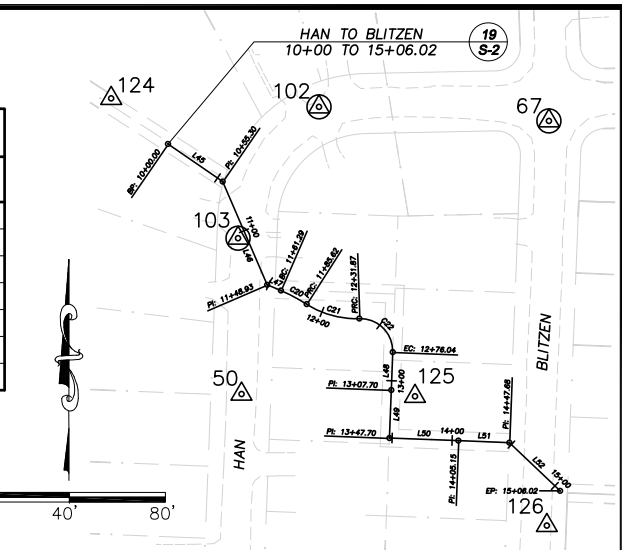 HAN TO BLITZEN
10+00 TO 15+06.02
19
S-2
124
102
67
BP: 10+00.00
L45
PI: 10+55.30
103
11+00
L46
PI: 11+48.93
47
BC: 11+61.29
C20
PRC: 11+85.62
12+00
C21
PRC: 12+31.87
C22
EC: 12+76.04
50
L48
13+00
125
PI: 13+07.70
L49
PI: 13+47.70
L50
14+00
PI: 14+05.15
L51
PI: 14+47.68
L52
15+00
EP: 15+06.02
126
HAN
BLITZEN
40'
80'